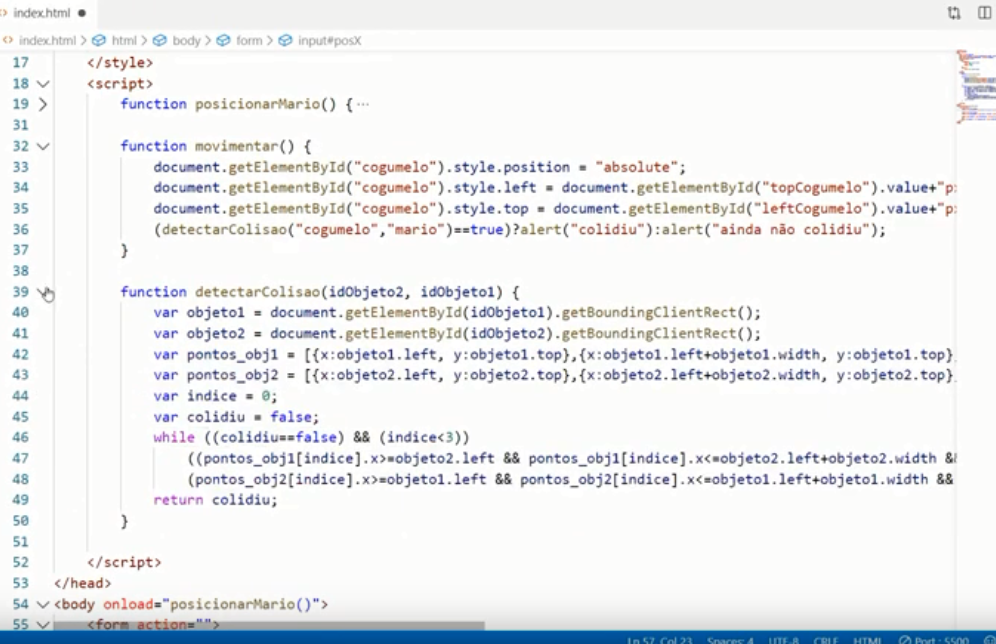 index.html ●
index.html > html > body > form > input#posX
17 </style>
18 <script>
19 function posicionarMario() { ···
31
32 function movimentar() {
33 document.getElementById("cogumelo").style.position = "absolute";
34 document.getElementById("cogumelo").style.left = document.getElementById("topCogumelo").value+"p
35 document.getElementById("cogumelo").style.top = document.getElementById("leftCogumelo").value+"p
36 (detectarColisao("cogumelo","mario")==true)?alert("colidiu"):alert("ainda não colidiu");
37 }
38
39 function detectarColisao(idObjeto2, idObjeto1) {
40 var objeto1 = document.getElementById(idObjeto1).getBoundingClientRect();
41 var objeto2 = document.getElementById(idObjeto2).getBoundingClientRect();
42 var pontos_obj1 = [{x:objeto1.left, y:objeto1.top},{x:objeto1.left+objeto1.width, y:objeto1.top}
43 var pontos_obj2 = [{x:objeto2.left, y:objeto2.top},{x:objeto2.left+objeto2.width, y:objeto2.top}
44 var indice = 0;
45 var colidiu = false;
46 while ((colidiu==false) && (indice<3))
47 ((pontos_obj1[indice].x>=objeto2.left && pontos_obj1[indice].x<=objeto2.left+objeto2.width &
48 (pontos_obj2[indice].x>=objeto1.left && pontos_obj2[indice].x<=objeto1.left+objeto1.width &&
49 return colidiu;
50 }
51
52 </script>
53 </head>
54 <body onload="posicionarMario()">
55 <form action="">
Ln 57, Col 23 Spaces: 4 UTF-8 CRLF HTML Port : 5500